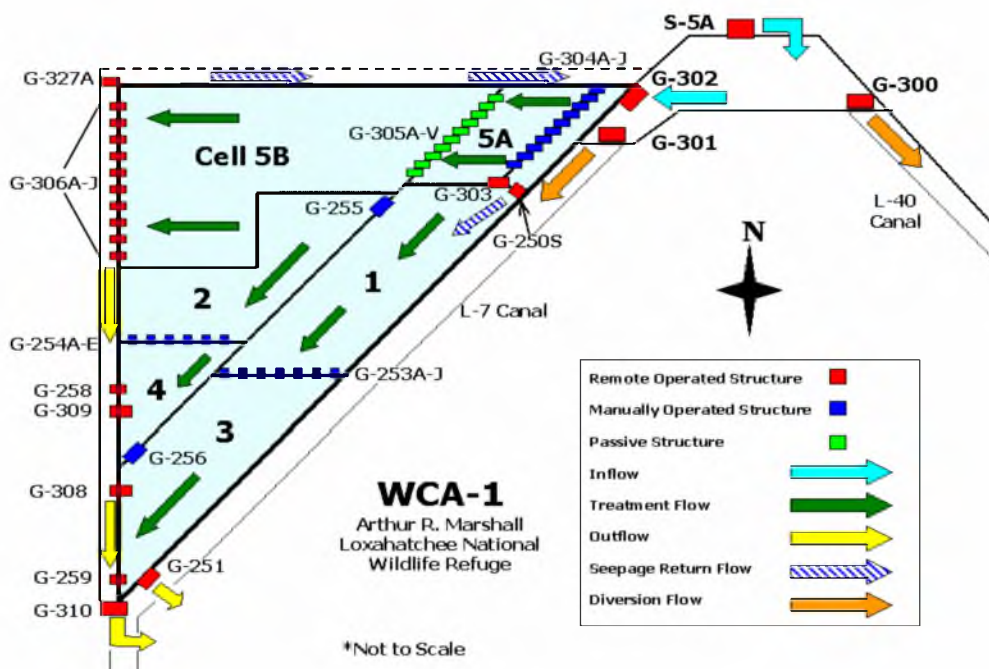 S-5A
G-304A-J
G-327A
G-302
G-300
G-305A-V
5A
G-301
Cell 5B
G-306A-J
G-303
G-255
L-40
Canal
G-250S
N
1
2
L-7 Canal
G-254A-E
G-253A-J
G-258
4
G-309
3
G-256
G-308
WCA-1
Arthur R. Marshall
Loxahatchee National
Wildlife Refuge
G-251
G-259
G-310
*Not to Scale
Remote Operated Structure
Manually Operated Structure
Passive Structure
Inflow
Treatment Flow
Outflow
Seepage Return Flow
Diversion Flow